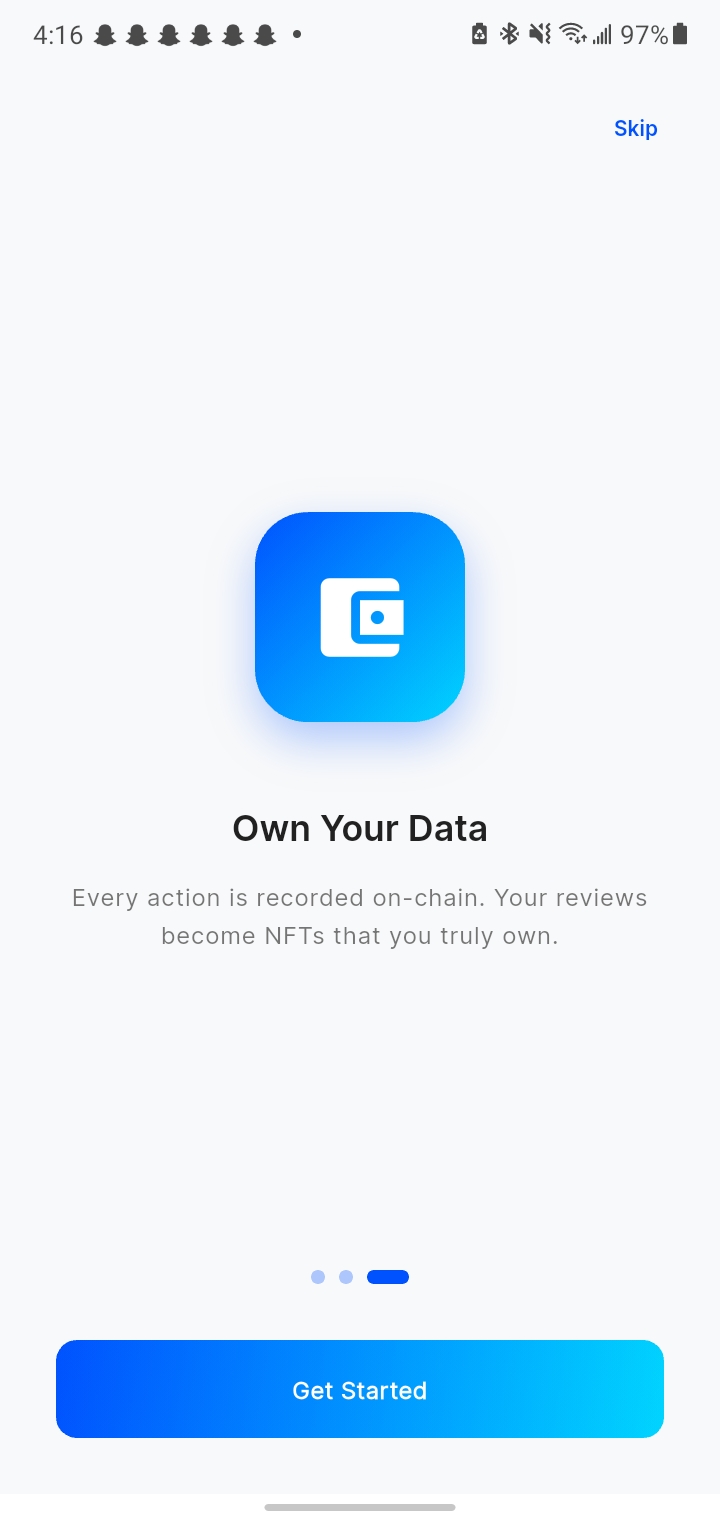 4:16
97%
Skip
Own Your Data
Every action is recorded on-chain. Your reviews
become NFTs that you truly own.
Get Started